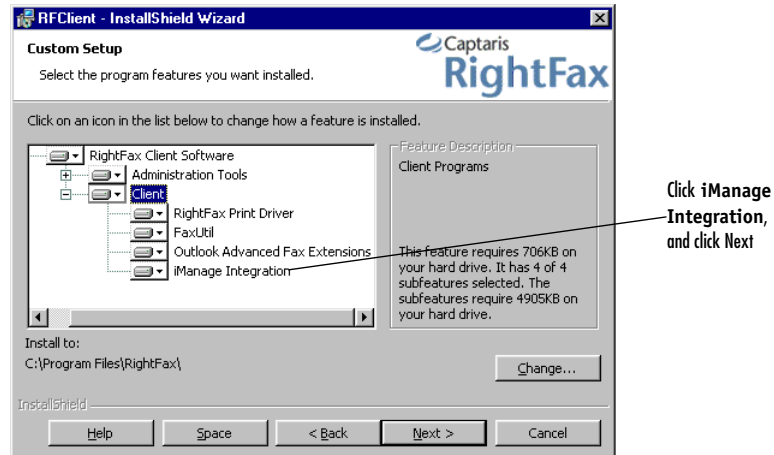 RFClient - InstallShield Wizard
Custom Setup
Select the program features you want installed.
Captaris
RightFax
Click on an icon in the list below to change how a feature is installed.
RightFax Client Software
Administration Tools
Client
RightFax Print Driver
FaxUtil
Outlook Advanced Fax Extensions
iManage Integration
Feature Description
Client Programs
This feature requires 706KB on
your hard drive. It has 4 of 4
subfeatures selected. The
subfeatures require 4905KB on
your hard drive.
Click iManage
Integration,
and click Next
Install to:
C:\Program Files\RightFax\
Change...
InstallShield
Help
Space
< Back
Next >
Cancel